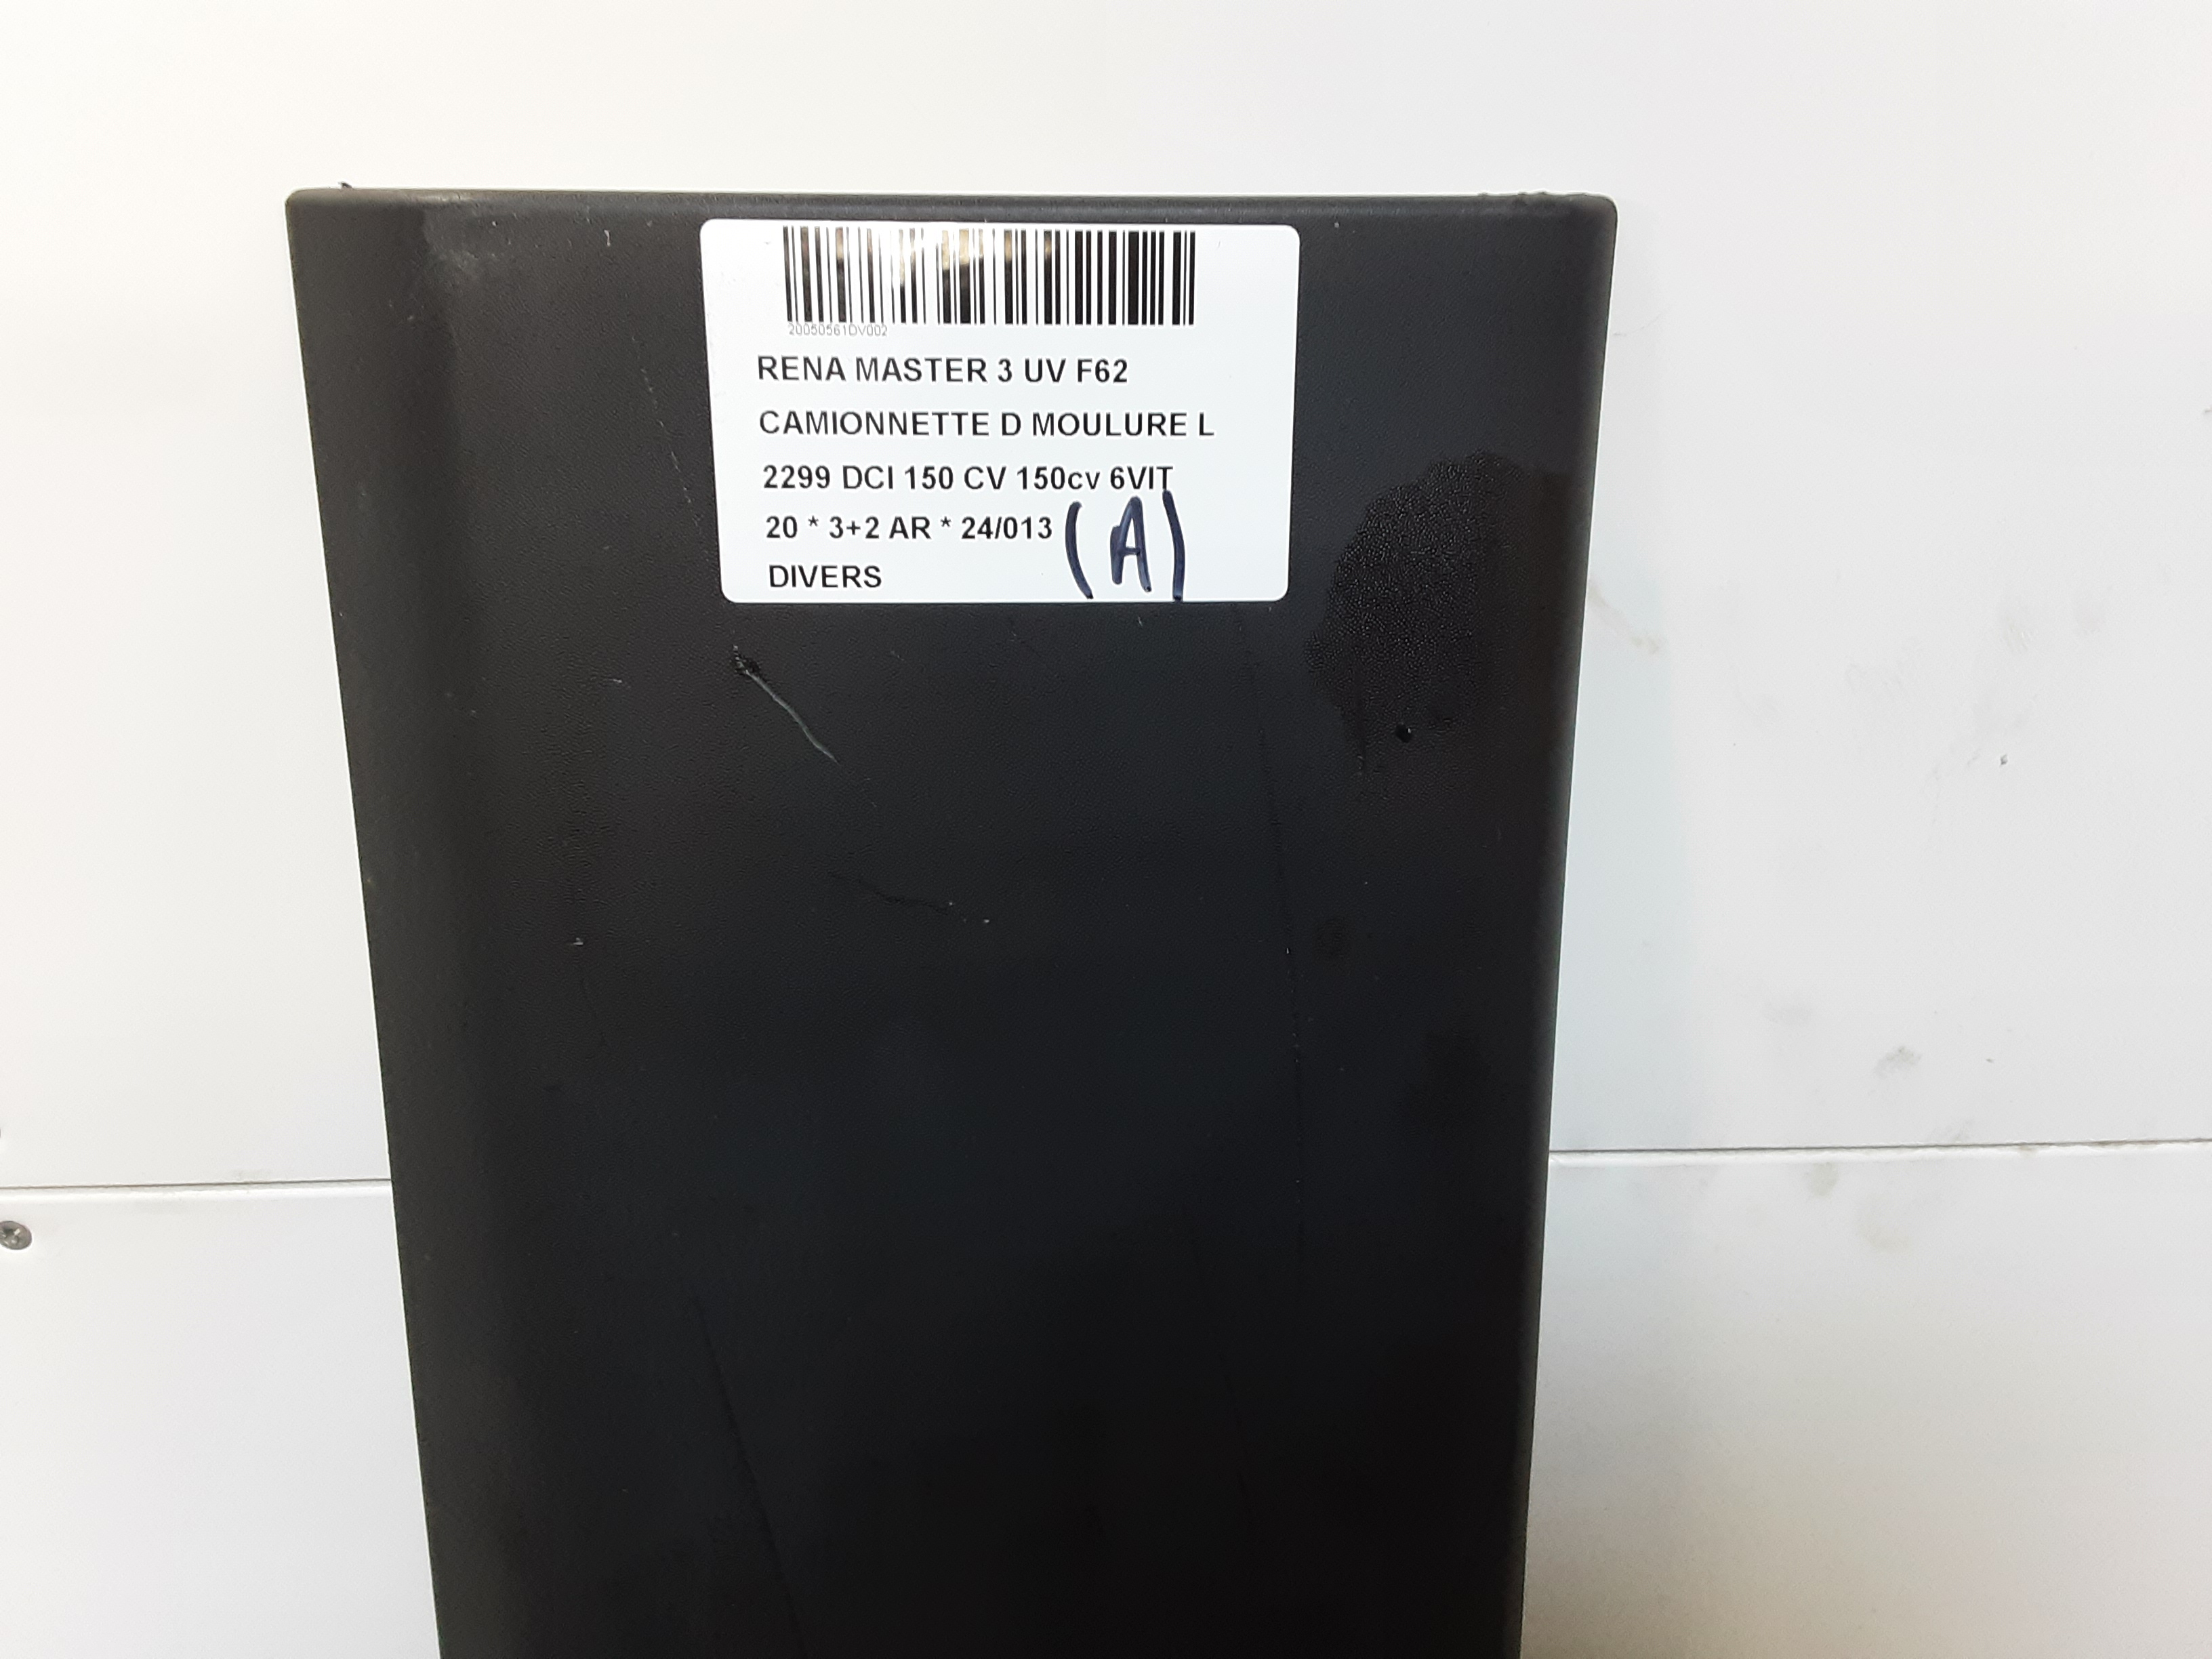 20050561DV002
RENA MASTER 3 UV F62
CAMIONNETTE D MOULURE L
2299 DCI 150 CV 150cv 6VIT
20 * 3+2 AR * 24/013 (A)
DIVERS